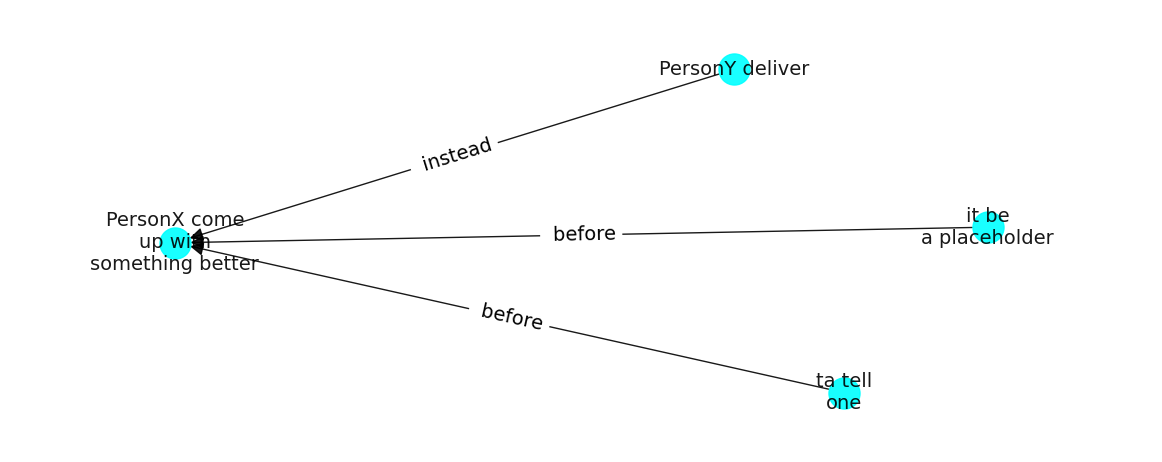 PersonY deliver
instead
PersonX come
up with
something better
before
it be
a placeholder
before
ta tell
one